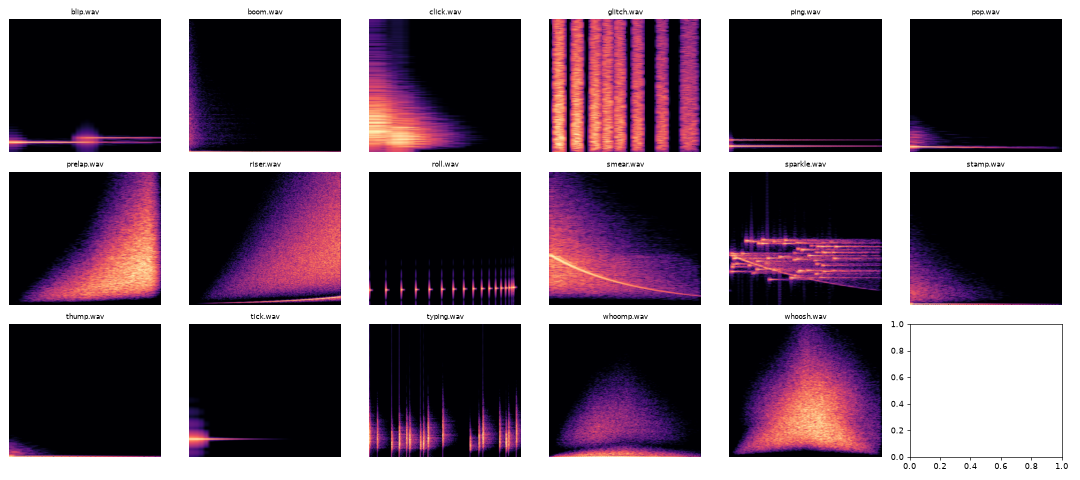 blip.wav
boom.wav
click.wav
glitch.wav
ping.wav
pop.wav
prelap.wav
riser.wav
roll.wav
smear.wav
sparkle.wav
stamp.wav
thump.wav
tick.wav
typing.wav
whoomp.wav
whoosh.wav
1.0
0.8
0.6
0.4
0.2
0.0
0.0 0.2 0.4 0.6 0.8 1.0